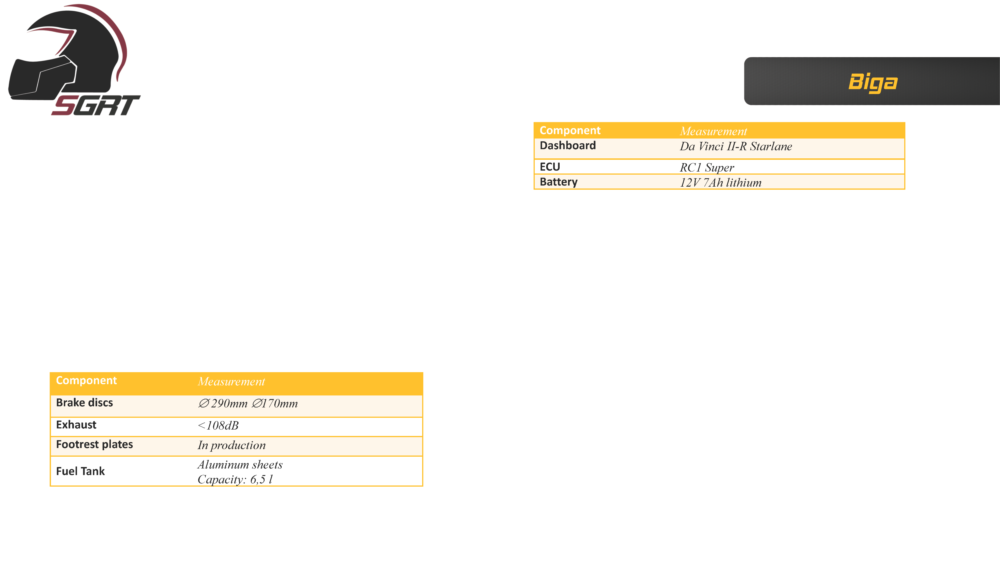 SGRT
Biga
Component Measurement
Dashboard Da Vinci II-R Starlane
ECU RC1 Super
Battery 12V 7Ah lithium
Component Measurement
Brake discs ∅ 290mm ∅170mm
Exhaust <108dB
Footrest plates In production
Fuel Tank Aluminum sheets
Capacity: 6,5 l